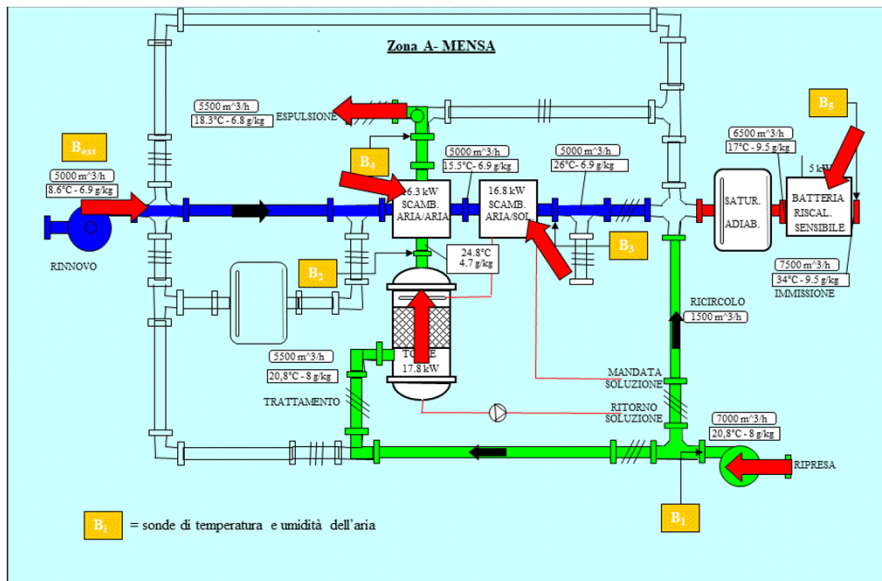 Zona A- MENSA
5500 m^3/h
18.3°C - 6.8 g/kg
ESPULSIONE
B5
Bext
5000 m^3/h
8.6°C - 6.9 g/kg
B4
5000 m^3/h
15.5°C - 6.9 g/kg
5000 m^3/h
26°C - 6.9 g/kg
6500 m^3/h
17°C - 9.5 g/kg
5 kW
6.3 kW
SCAMB.
ARIA/ARIA
16.8 kW
SCAMB.
ARIA/SOL
SATUR.
ADIAB.
BATTERIA
RISCAL.
SENSIBILE
RINNOVO
B2
24.8°C
4.7 g/kg
B3
7500 m^3/h
34°C - 9.5 g/kg
IMMISSIONE
RICIRCOLO
1500 m^3/h
5500 m^3/h
20,8°C - 8 g/kg
TRATTAMENTO
17.8 kW
MANDATA
SOLUZIONE
RITORNO
SOLUZIONE
7000 m^3/h
20,8°C - 8 g/kg
RIPRESA
B1
Bi = sonde di temperatura e umidità dell'aria